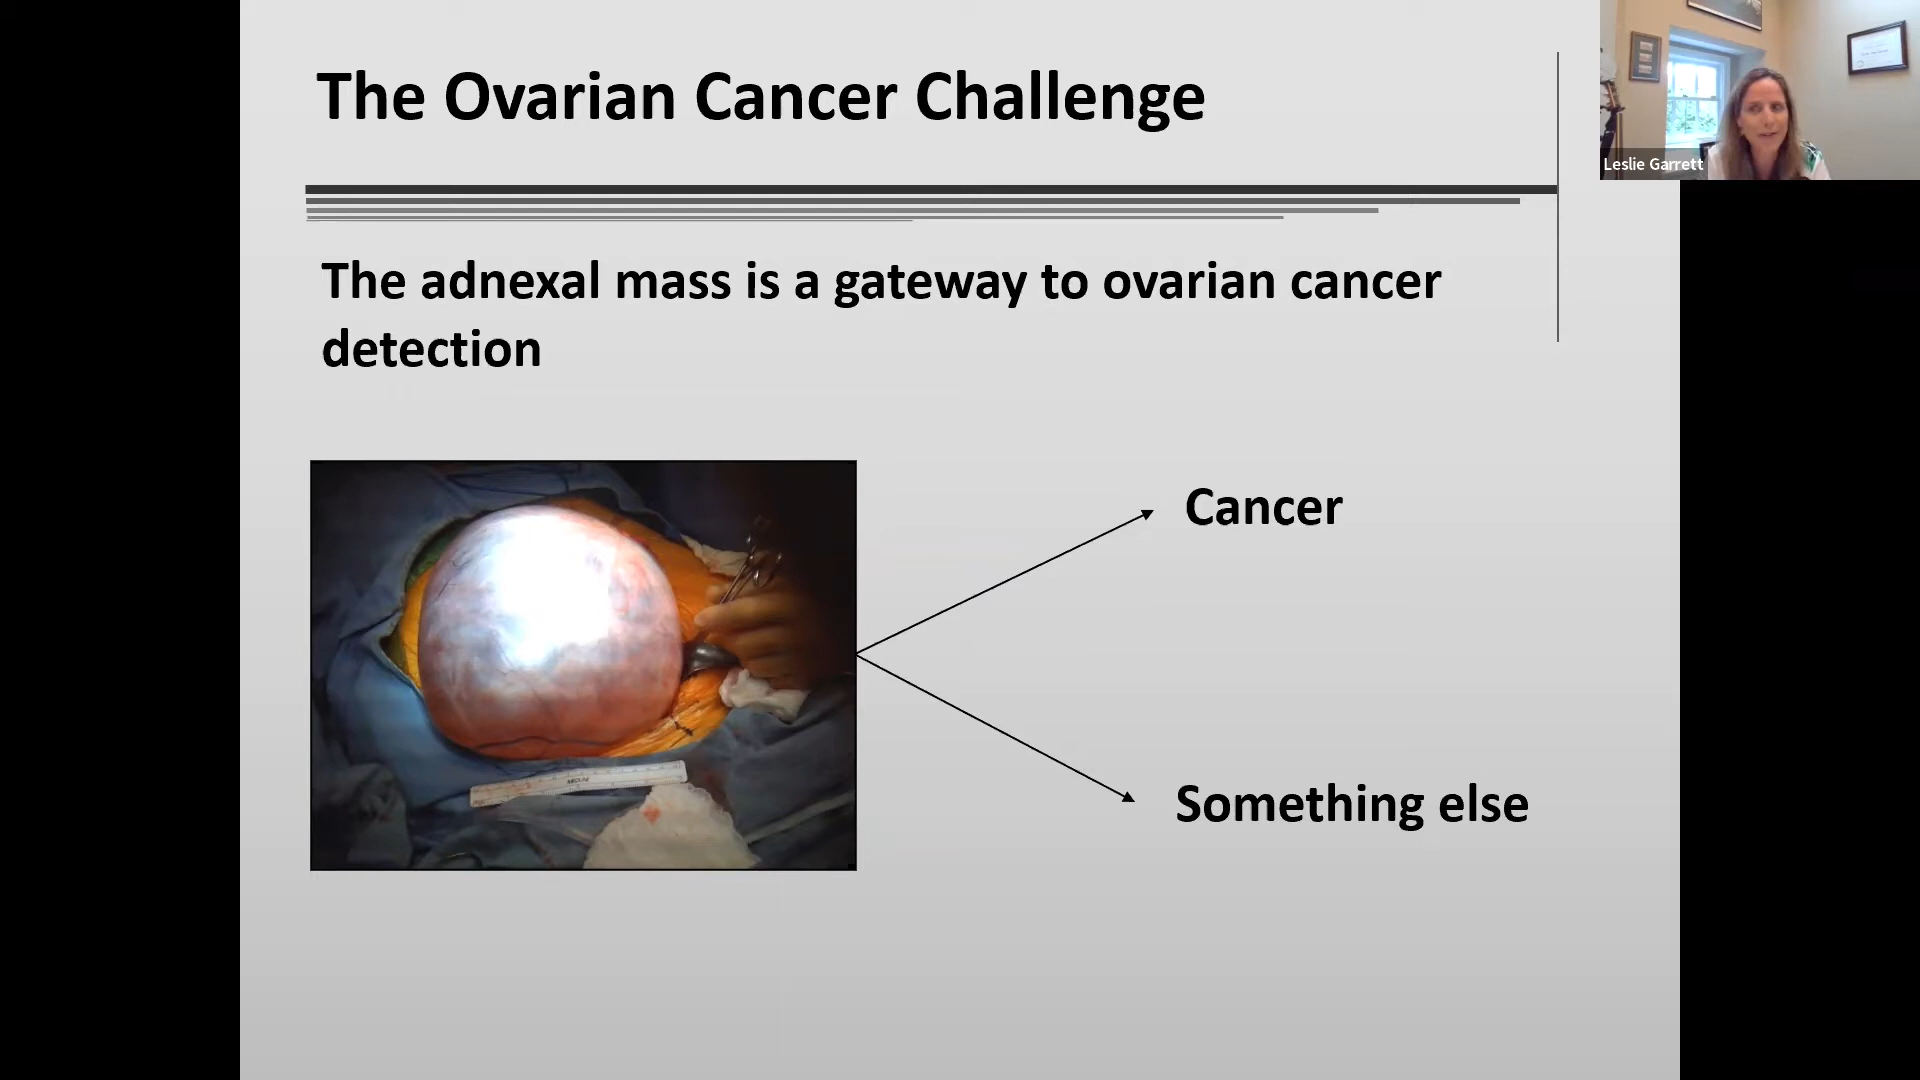 The Ovarian Cancer Challenge
Leslie Garrett
The adnexal mass is a gateway to ovarian cancer
detection
Cancer
Something else